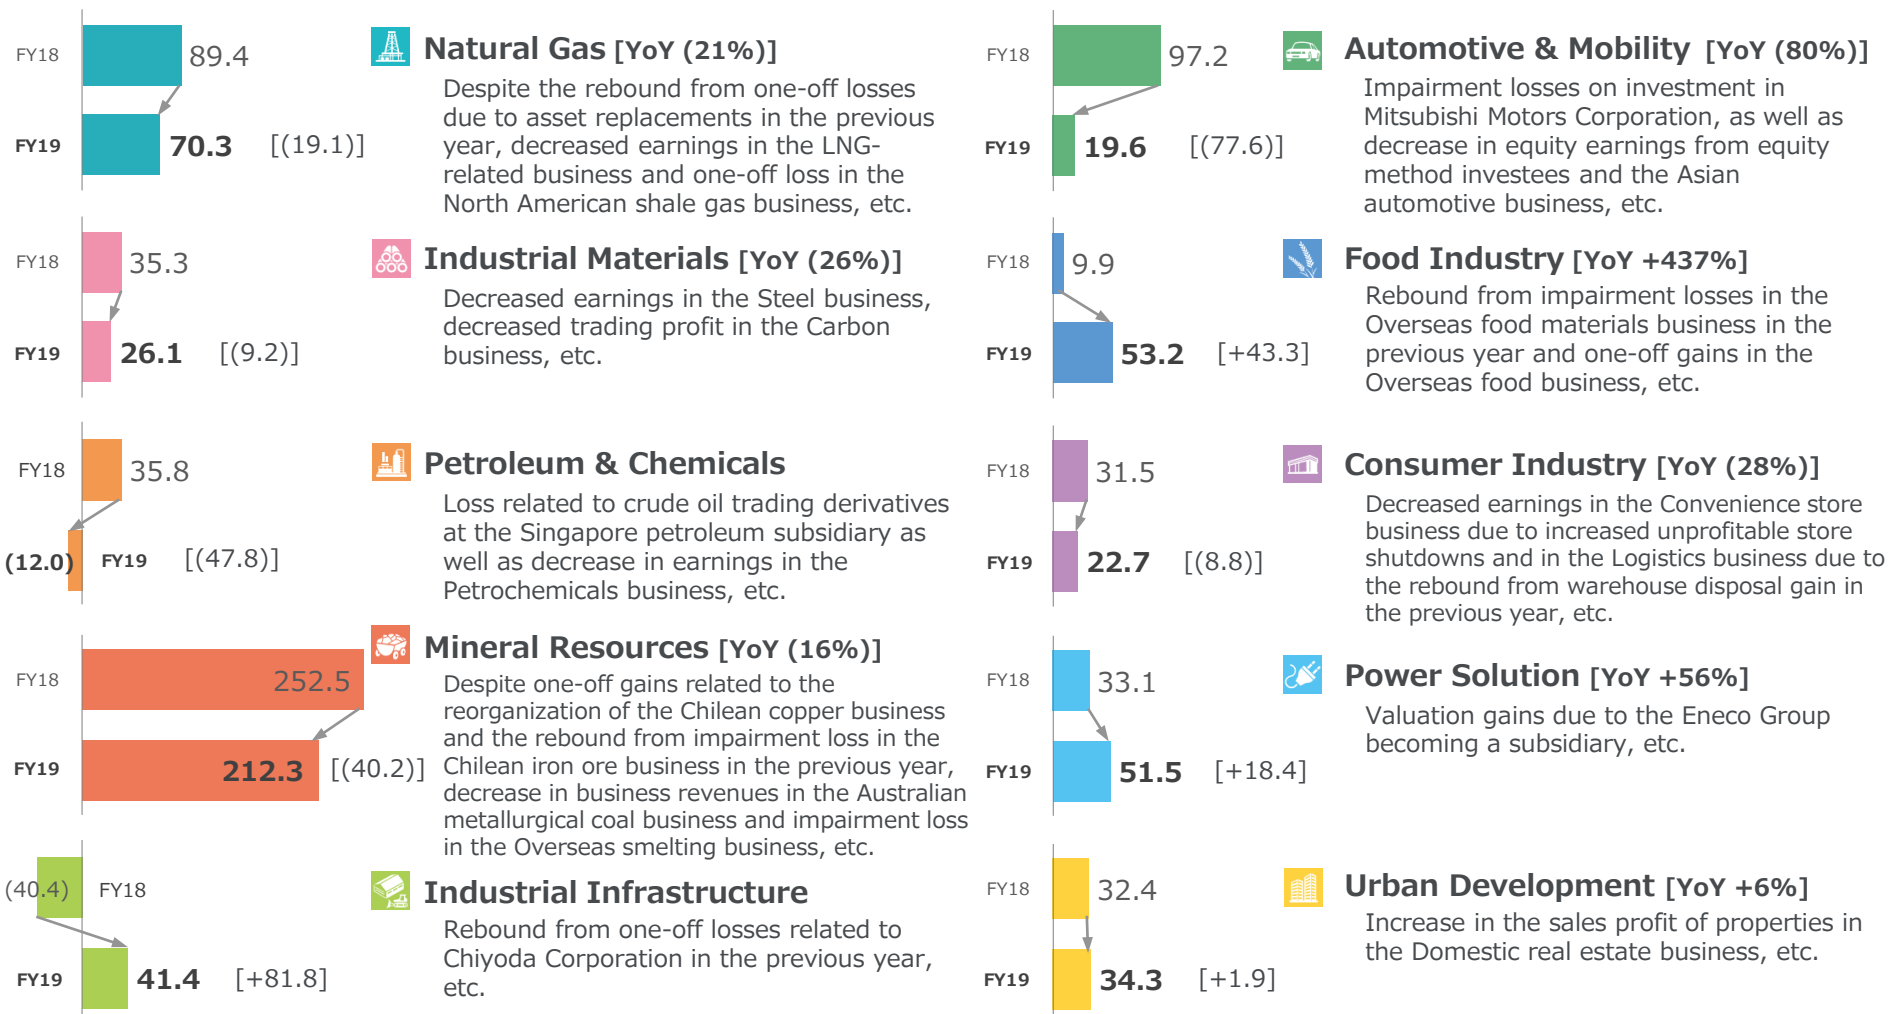 FY18
89.4
FY19
70.3
[(19.1)]
Natural Gas [YoY (21%)]
Despite the rebound from one-off losses
due to asset replacements in the previous
year, decreased earnings in the LNG-
related business and one-off loss in the
North American shale gas business, etc.
FY18
35.3
FY19
26.1
[(9.2)]
Industrial Materials [YoY (26%)]
Decreased earnings in the Steel business,
decreased trading profit in the Carbon
business, etc.
FY18
35.8
(12.0)
FY19
[(47.8)]
Petroleum & Chemicals
Loss related to crude oil trading derivatives
at the Singapore petroleum subsidiary as
well as decrease in earnings in the
Petrochemicals business, etc.
FY18
252.5
FY19
212.3
[(40.2)]
Mineral Resources [YoY (16%)]
Despite one-off gains related to the
reorganization of the Chilean copper business
and the rebound from impairment loss in the
Chilean iron ore business in the previous year,
decrease in business revenues in the Australian
metallurgical coal business and impairment loss
in the Overseas smelting business, etc.
(40.4)
FY18
FY19
41.4
[+81.8]
Industrial Infrastructure
Rebound from one-off losses related to
Chiyoda Corporation in the previous year,
etc.
FY18
97.2
FY19
19.6
[(77.6)]
Automotive & Mobility [YoY (80%)]
Impairment losses on investment in
Mitsubishi Motors Corporation, as well as
decrease in equity earnings from equity
method investees and the Asian
automotive business, etc.
FY18
9.9
FY19
53.2
[+43.3]
Food Industry [YoY +437%]
Rebound from impairment losses in the
Overseas food materials business in the
previous year and one-off gains in the
Overseas food business, etc.
FY18
31.5
FY19
22.7
[(8.8)]
Consumer Industry [YoY (28%)]
Decreased earnings in the Convenience store
business due to increased unprofitable store
shutdowns and in the Logistics business due to
the rebound from warehouse disposal gain in
the previous year, etc.
FY18
33.1
FY19
51.5
[+18.4]
Power Solution [YoY +56%]
Valuation gains due to the Eneco Group
becoming a subsidiary, etc.
FY18
32.4
FY19
34.3
[+1.9]
Urban Development [YoY +6%]
Increase in the sales profit of properties in
the Domestic real estate business, etc.